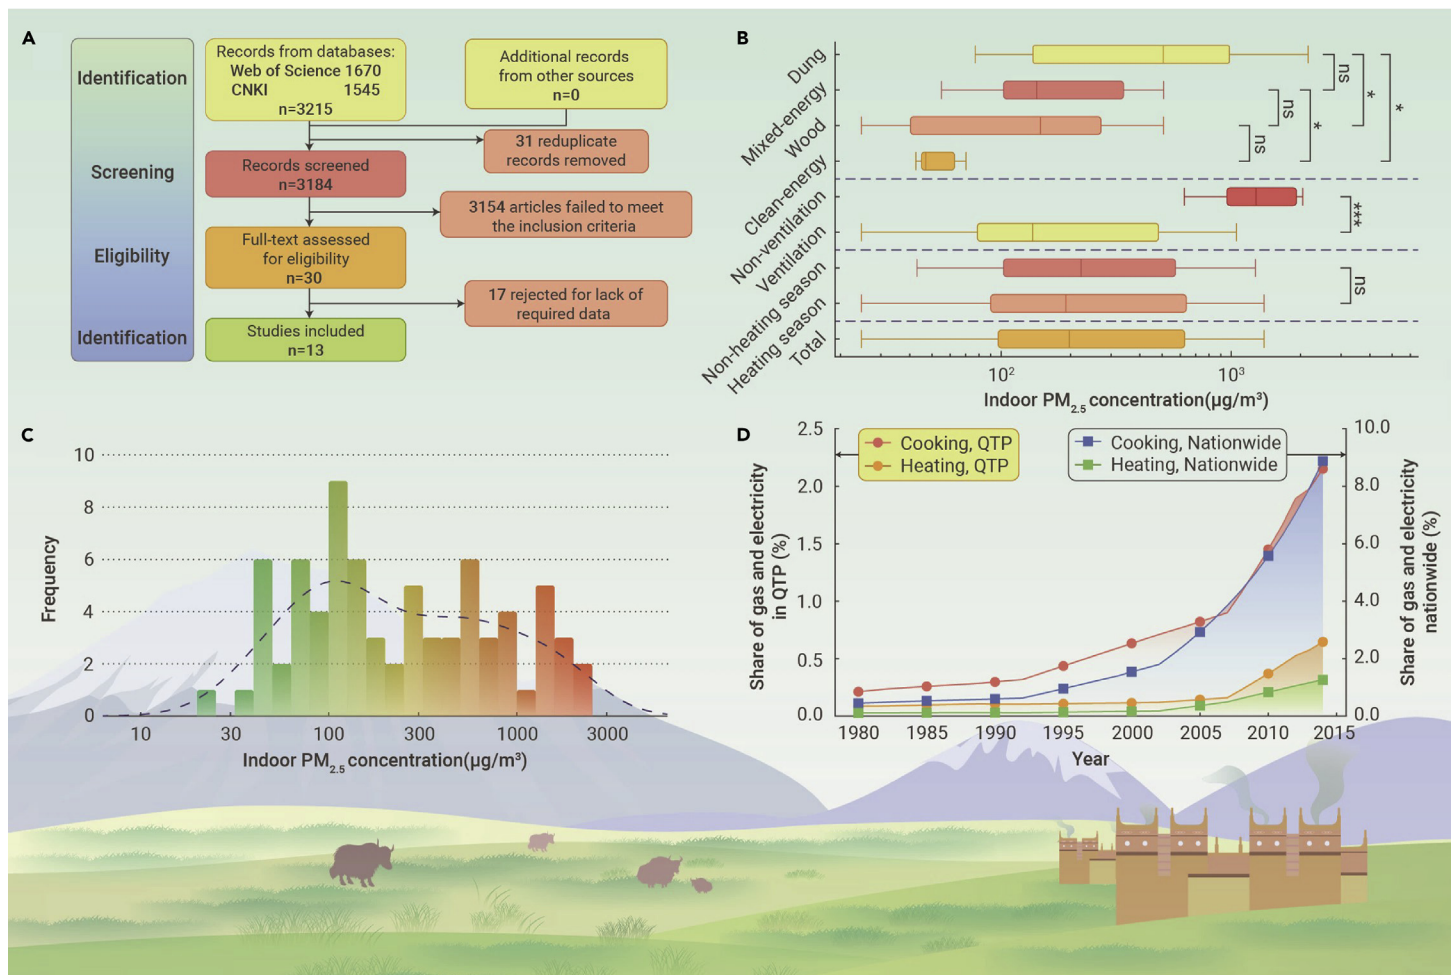 A
Identification
Screening
Eligibility
Identification
Records from databases:
Web of Science 1670
CNKI 1545
n=3215
Additional records
from other sources
n=0
31 reduplicate
records removed
Records screened
n=3184
3154 articles failed to meet
the inclusion criteria
Full-text assessed
for eligibility
n=30
17 rejected for lack of
required data
Studies included
n=13
B
Dung
Mixed-energy
Wood
Clean-energy
Non-ventilation
Ventilation
Non-heating season
Heating season
Total
ns
ns
ns
*
*
*
***
ns
10²
10³
Indoor PM₂.₅ concentration(μg/m³)
C
Frequency
10
8
6
4
2
0
10
30
100
300
1000
3000
Indoor PM₂.₅ concentration(μg/m³)
D
Share of gas and electricity
in QTP (%)
2.5
2.0
1.5
1.0
0.5
0.0
Cooking, QTP
Heating, QTP
Cooking, Nationwide
Heating, Nationwide
10.0
8.0
6.0
4.0
2.0
0.0
Share of gas and electricity
nationwide (%)
1980
1985
1990
1995
2000
2005
2010
2015
Year